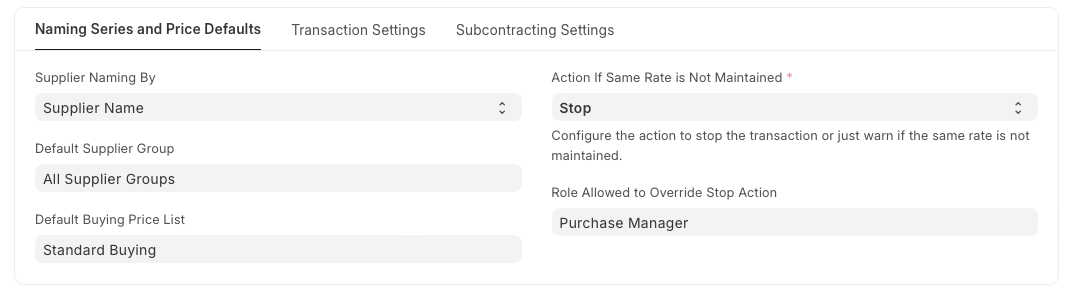 Naming Series and Price Defaults
Transaction Settings
Subcontracting Settings
Supplier Naming By
Supplier Name
Default Supplier Group
All Supplier Groups
Default Buying Price List
Standard Buying
Action If Same Rate is Not Maintained *
Stop
Configure the action to stop the transaction or just warn if the same rate is not
maintained.
Role Allowed to Override Stop Action
Purchase Manager